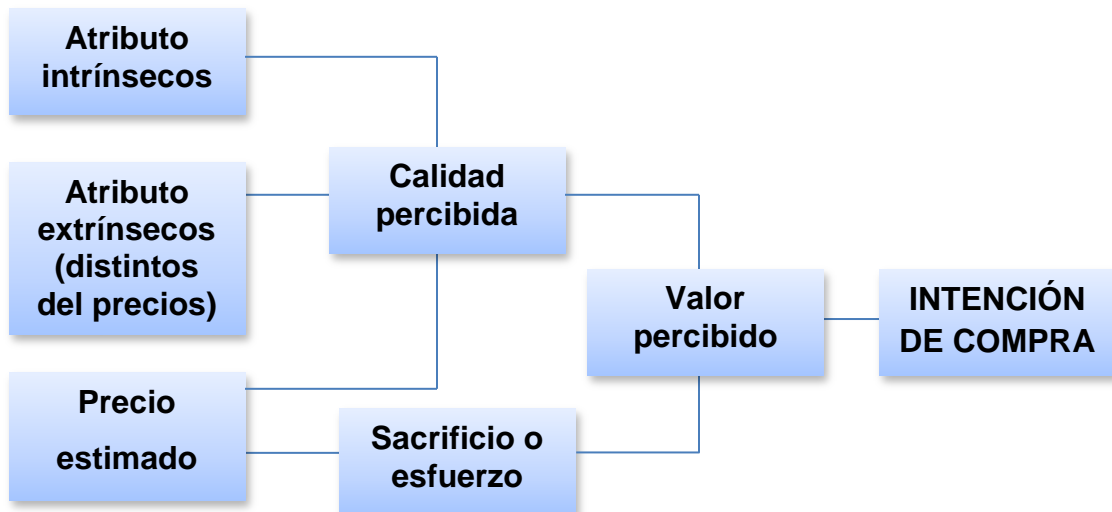 Atributo
intrínsecos
Atributo
extrínsecos
(distintos
del precios)
Precio
estimado
Calidad
percibida
Sacrificio o
esfuerzo
Valor
percibido
INTENCIÓN
DE COMPRA